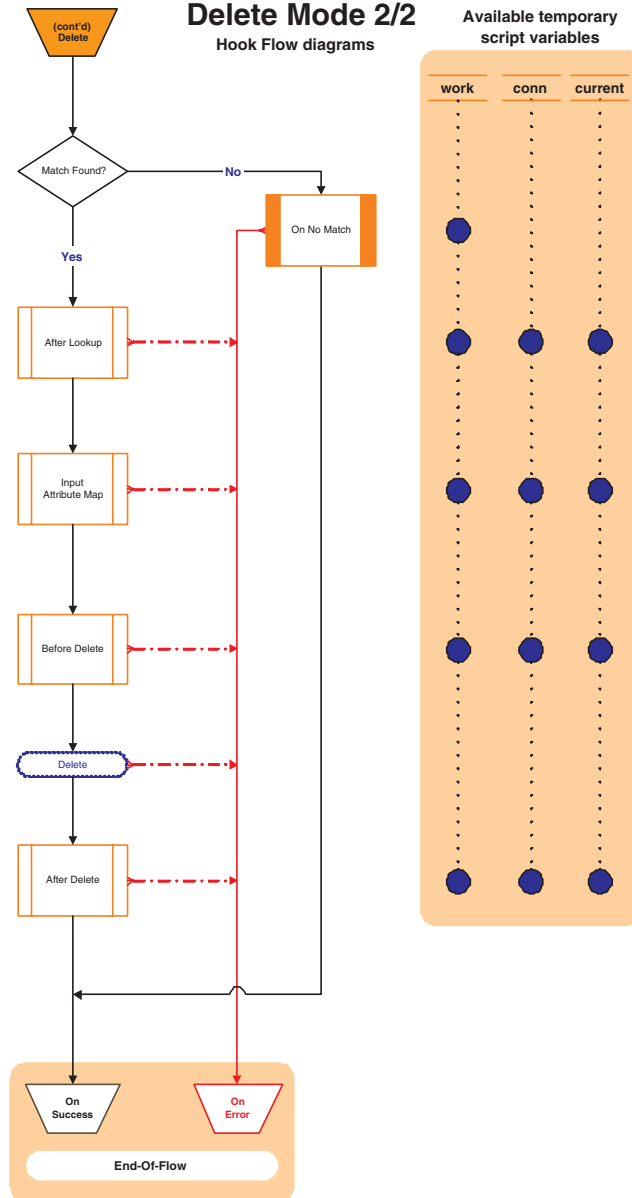 Delete Mode 2/2
Hook Flow diagrams
Available temporary
script variables
work
conn
current
(cont'd)
Delete
Match Found?
No
On No Match
Yes
After Lookup
Input
Attribute Map
Before Delete
Delete
After Delete
On
Success
On
Error
End-Of-Flow